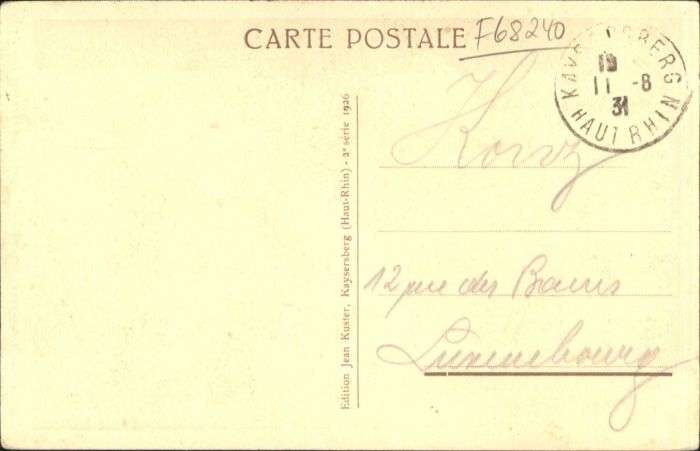 CARTE POSTALE
F68240
KAYSERSBERG
19
11 -8
31
HAUT RHIN
Edition Jean Kuster, Kaysersberg (Haut-Rhin) - 2e série 1926
12 rue des Bains
Luxembourg